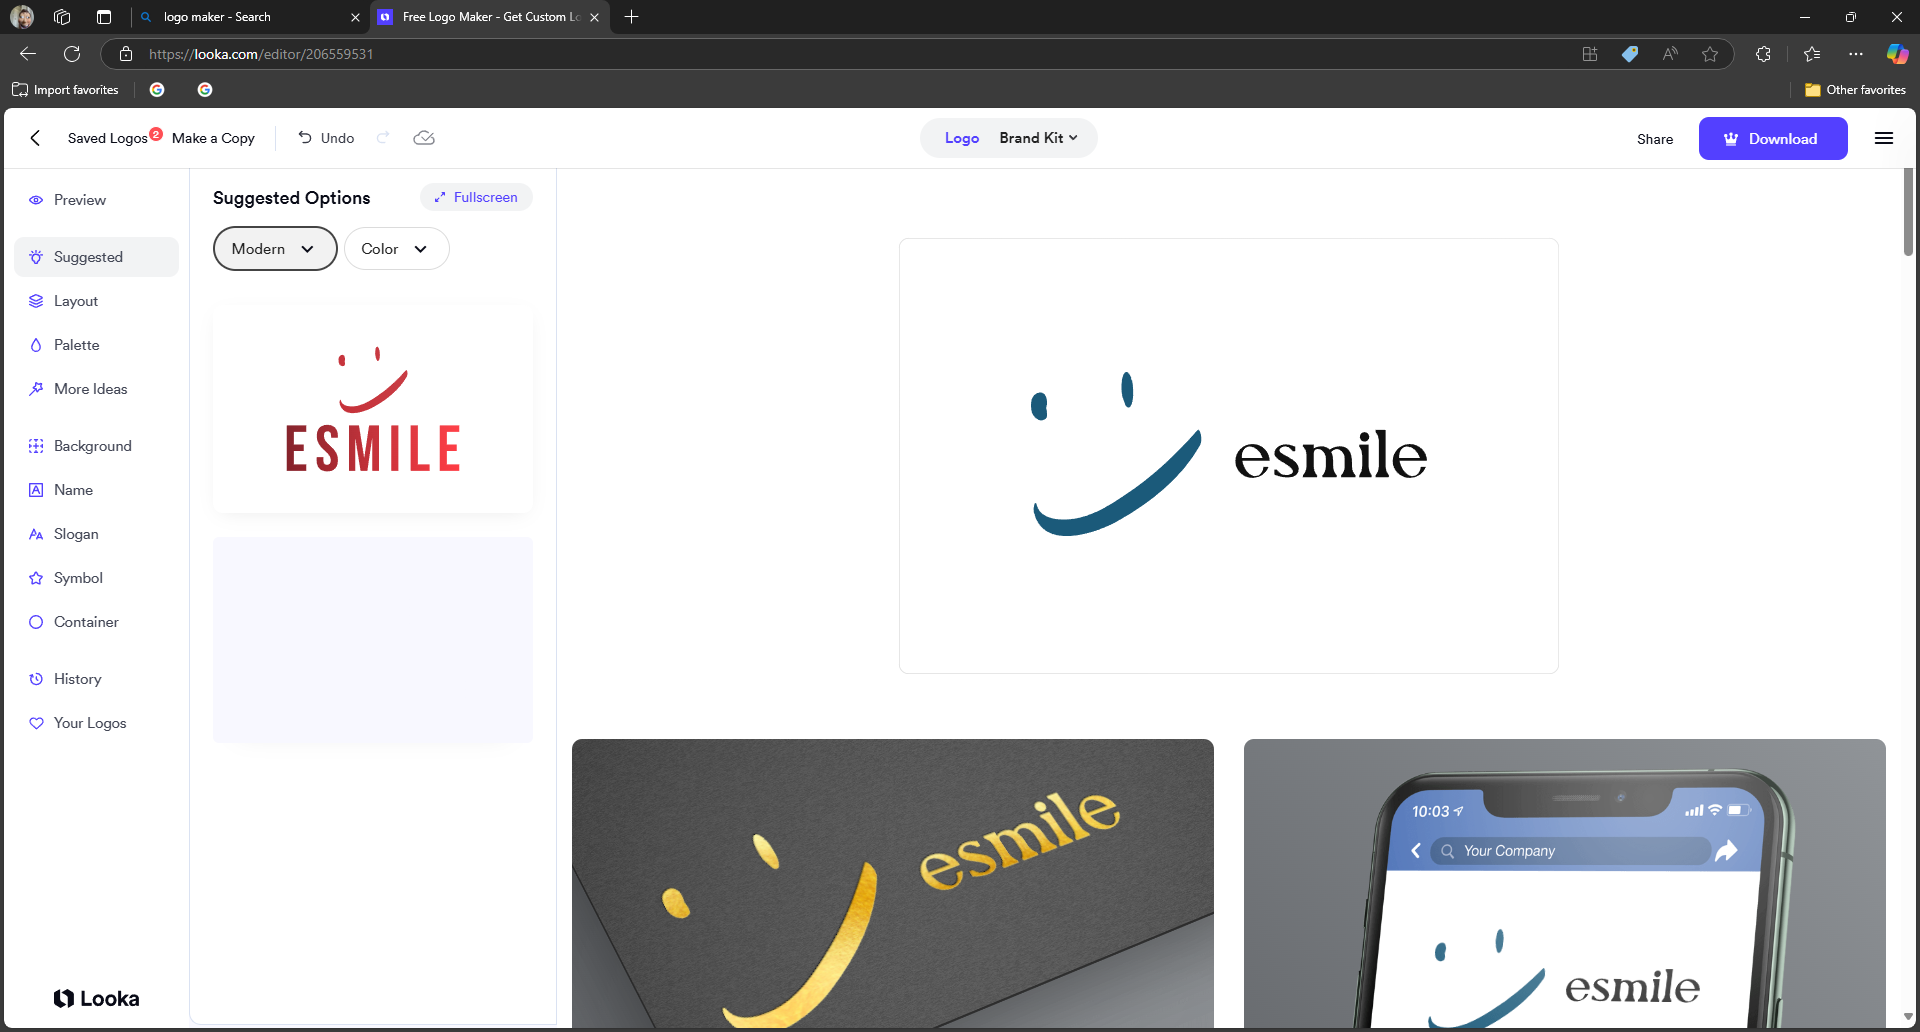 logo maker - Search
Free Logo Maker - Get Custom Lo
https://looka.com/editor/206559531
Import favorites
Other favorites
Saved Logos 2
Make a Copy
Undo
Logo
Brand Kit
Share
Download
Preview
Suggested
Layout
Palette
More Ideas
Background
Name
Slogan
Symbol
Container
History
Your Logos
Looka
Suggested Options
Fullscreen
Modern
Color
ESMILE
esmile
esmile
10:03
Your Company
esmile